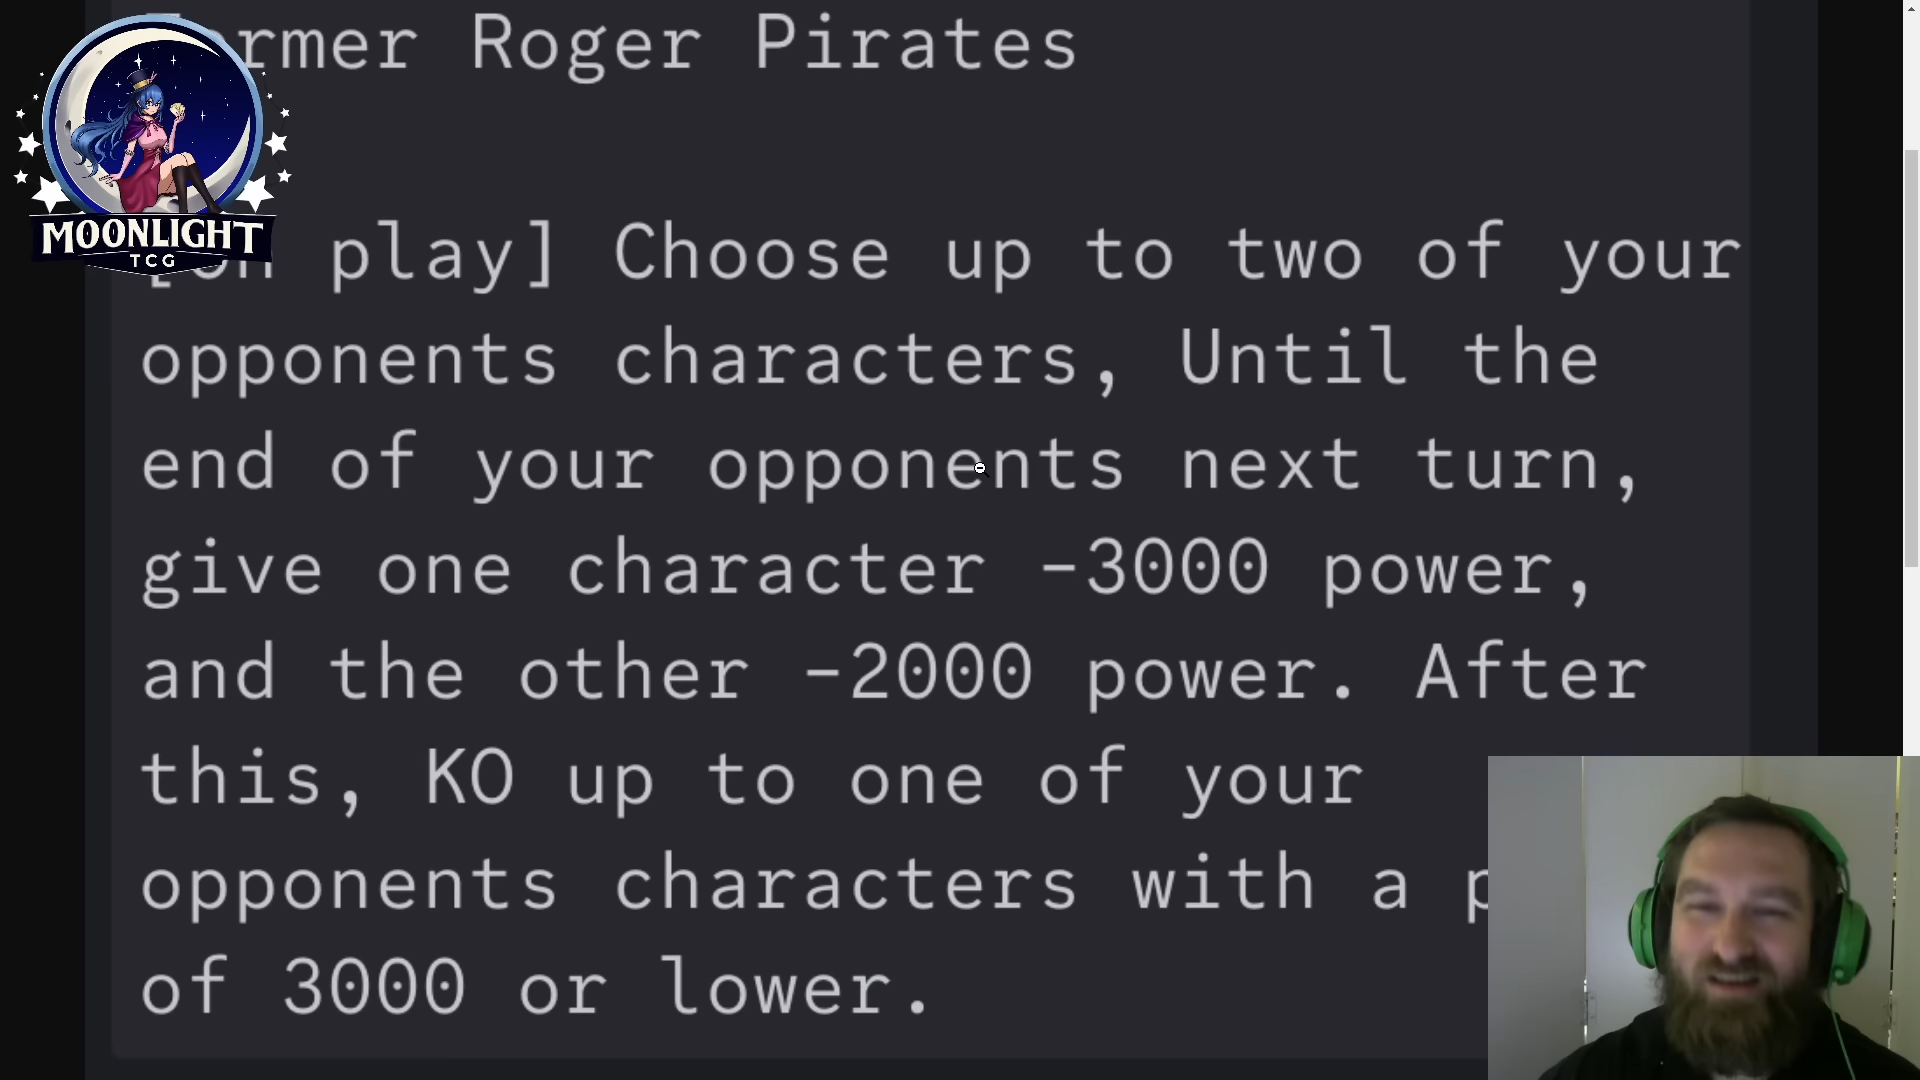 Roger Pirates
MOONLIGHT
TCG
play] Choose up to two of your
opponents characters, Until the
end of your opponents next turn,
give one character -3000 power,
and the other -2000 power. After
this, KO up to one of your
opponents characters with a
of 3000 or lower.